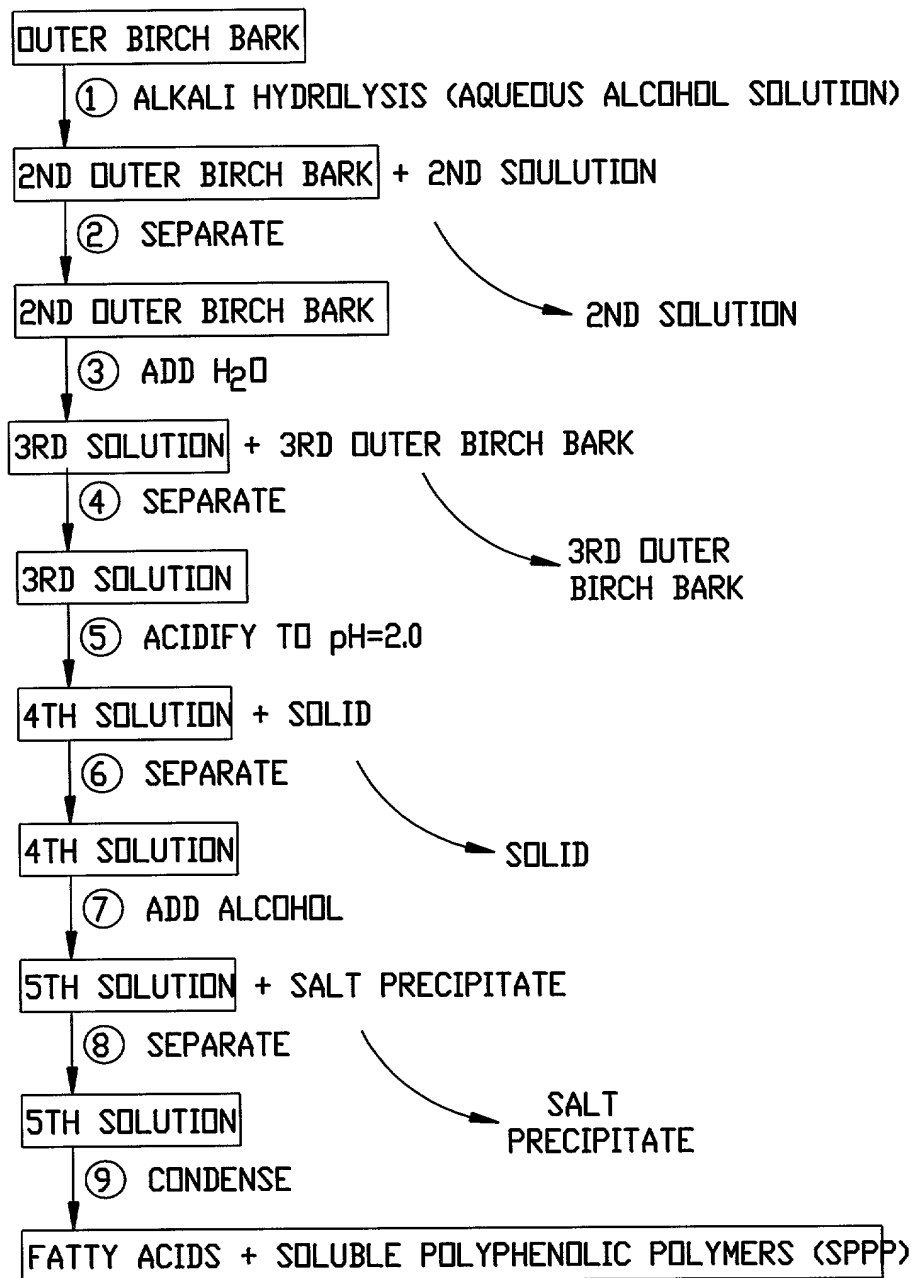 OUTER BIRCH BARK
① ALKALI HYDROLYSIS (AQUEOUS ALCOHOL SOLUTION)
2ND OUTER BIRCH BARK + 2ND SOULUTION
② SEPARATE
2ND OUTER BIRCH BARK
2ND SOLUTION
③ ADD H2O
3RD SOLUTION + 3RD OUTER BIRCH BARK
④ SEPARATE
3RD OUTER
BIRCH BARK
3RD SOLUTION
⑤ ACIDIFY TO pH=2.0
4TH SOLUTION + SOLID
⑥ SEPARATE
4TH SOLUTION
SOLID
⑦ ADD ALCOHOL
5TH SOLUTION + SALT PRECIPITATE
⑧ SEPARATE
5TH SOLUTION
SALT
PRECIPITATE
⑨ CONDENSE
FATTY ACIDS + SOLUBLE POLYPHENOLIC POLYMERS (SPPP)